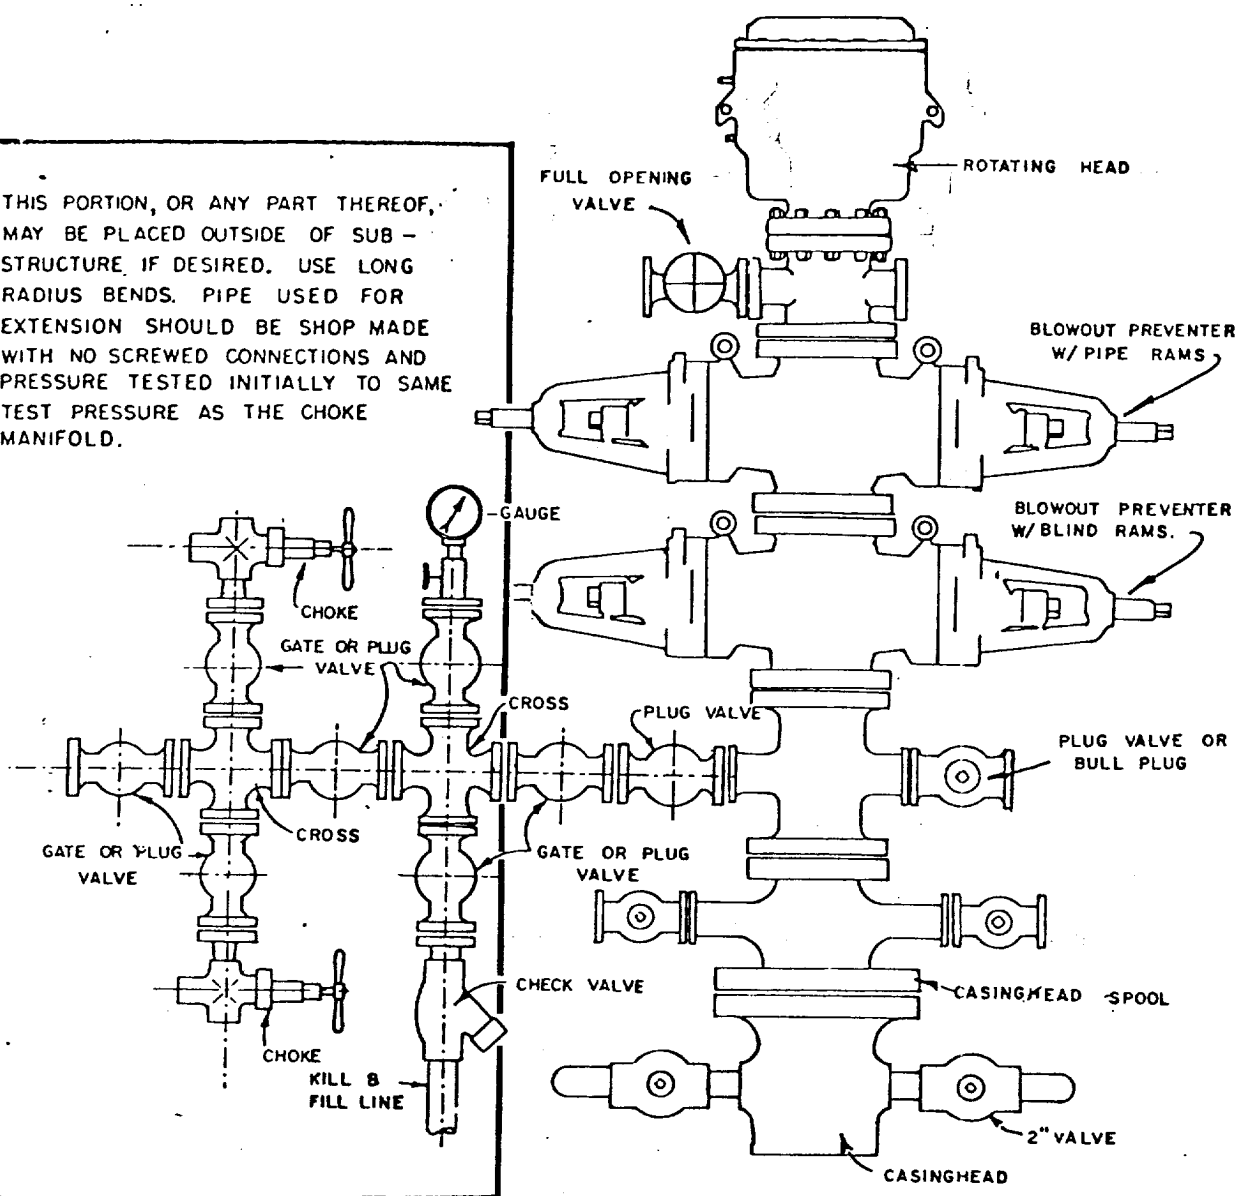 THIS PORTION, OR ANY PART THEREOF,
MAY BE PLACED OUTSIDE OF SUB-
STRUCTURE IF DESIRED. USE LONG
RADIUS BENDS. PIPE USED FOR
EXTENSION SHOULD BE SHOP MADE
WITH NO SCREWED CONNECTIONS AND
PRESSURE TESTED INITIALLY TO SAME
TEST PRESSURE AS THE CHOKE
MANIFOLD.
ROTATING HEAD
FULL OPENING
VALVE
BLOWOUT PREVENTER
W/ PIPE RAMS
BLOWOUT PREVENTER
W/ BLIND RAMS.
GAUGE
CHOKE
GATE OR PLUG
VALVE
CROSS
PLUG VALVE
PLUG VALVE OR
BULL PLUG
CROSS
GATE OR PLUG
VALVE
GATE OR PLUG
VALVE
CHECK VALVE
CASINGHEAD SPOOL
CHOKE
KILL &
FILL LINE
2" VALVE
CASINGHEAD